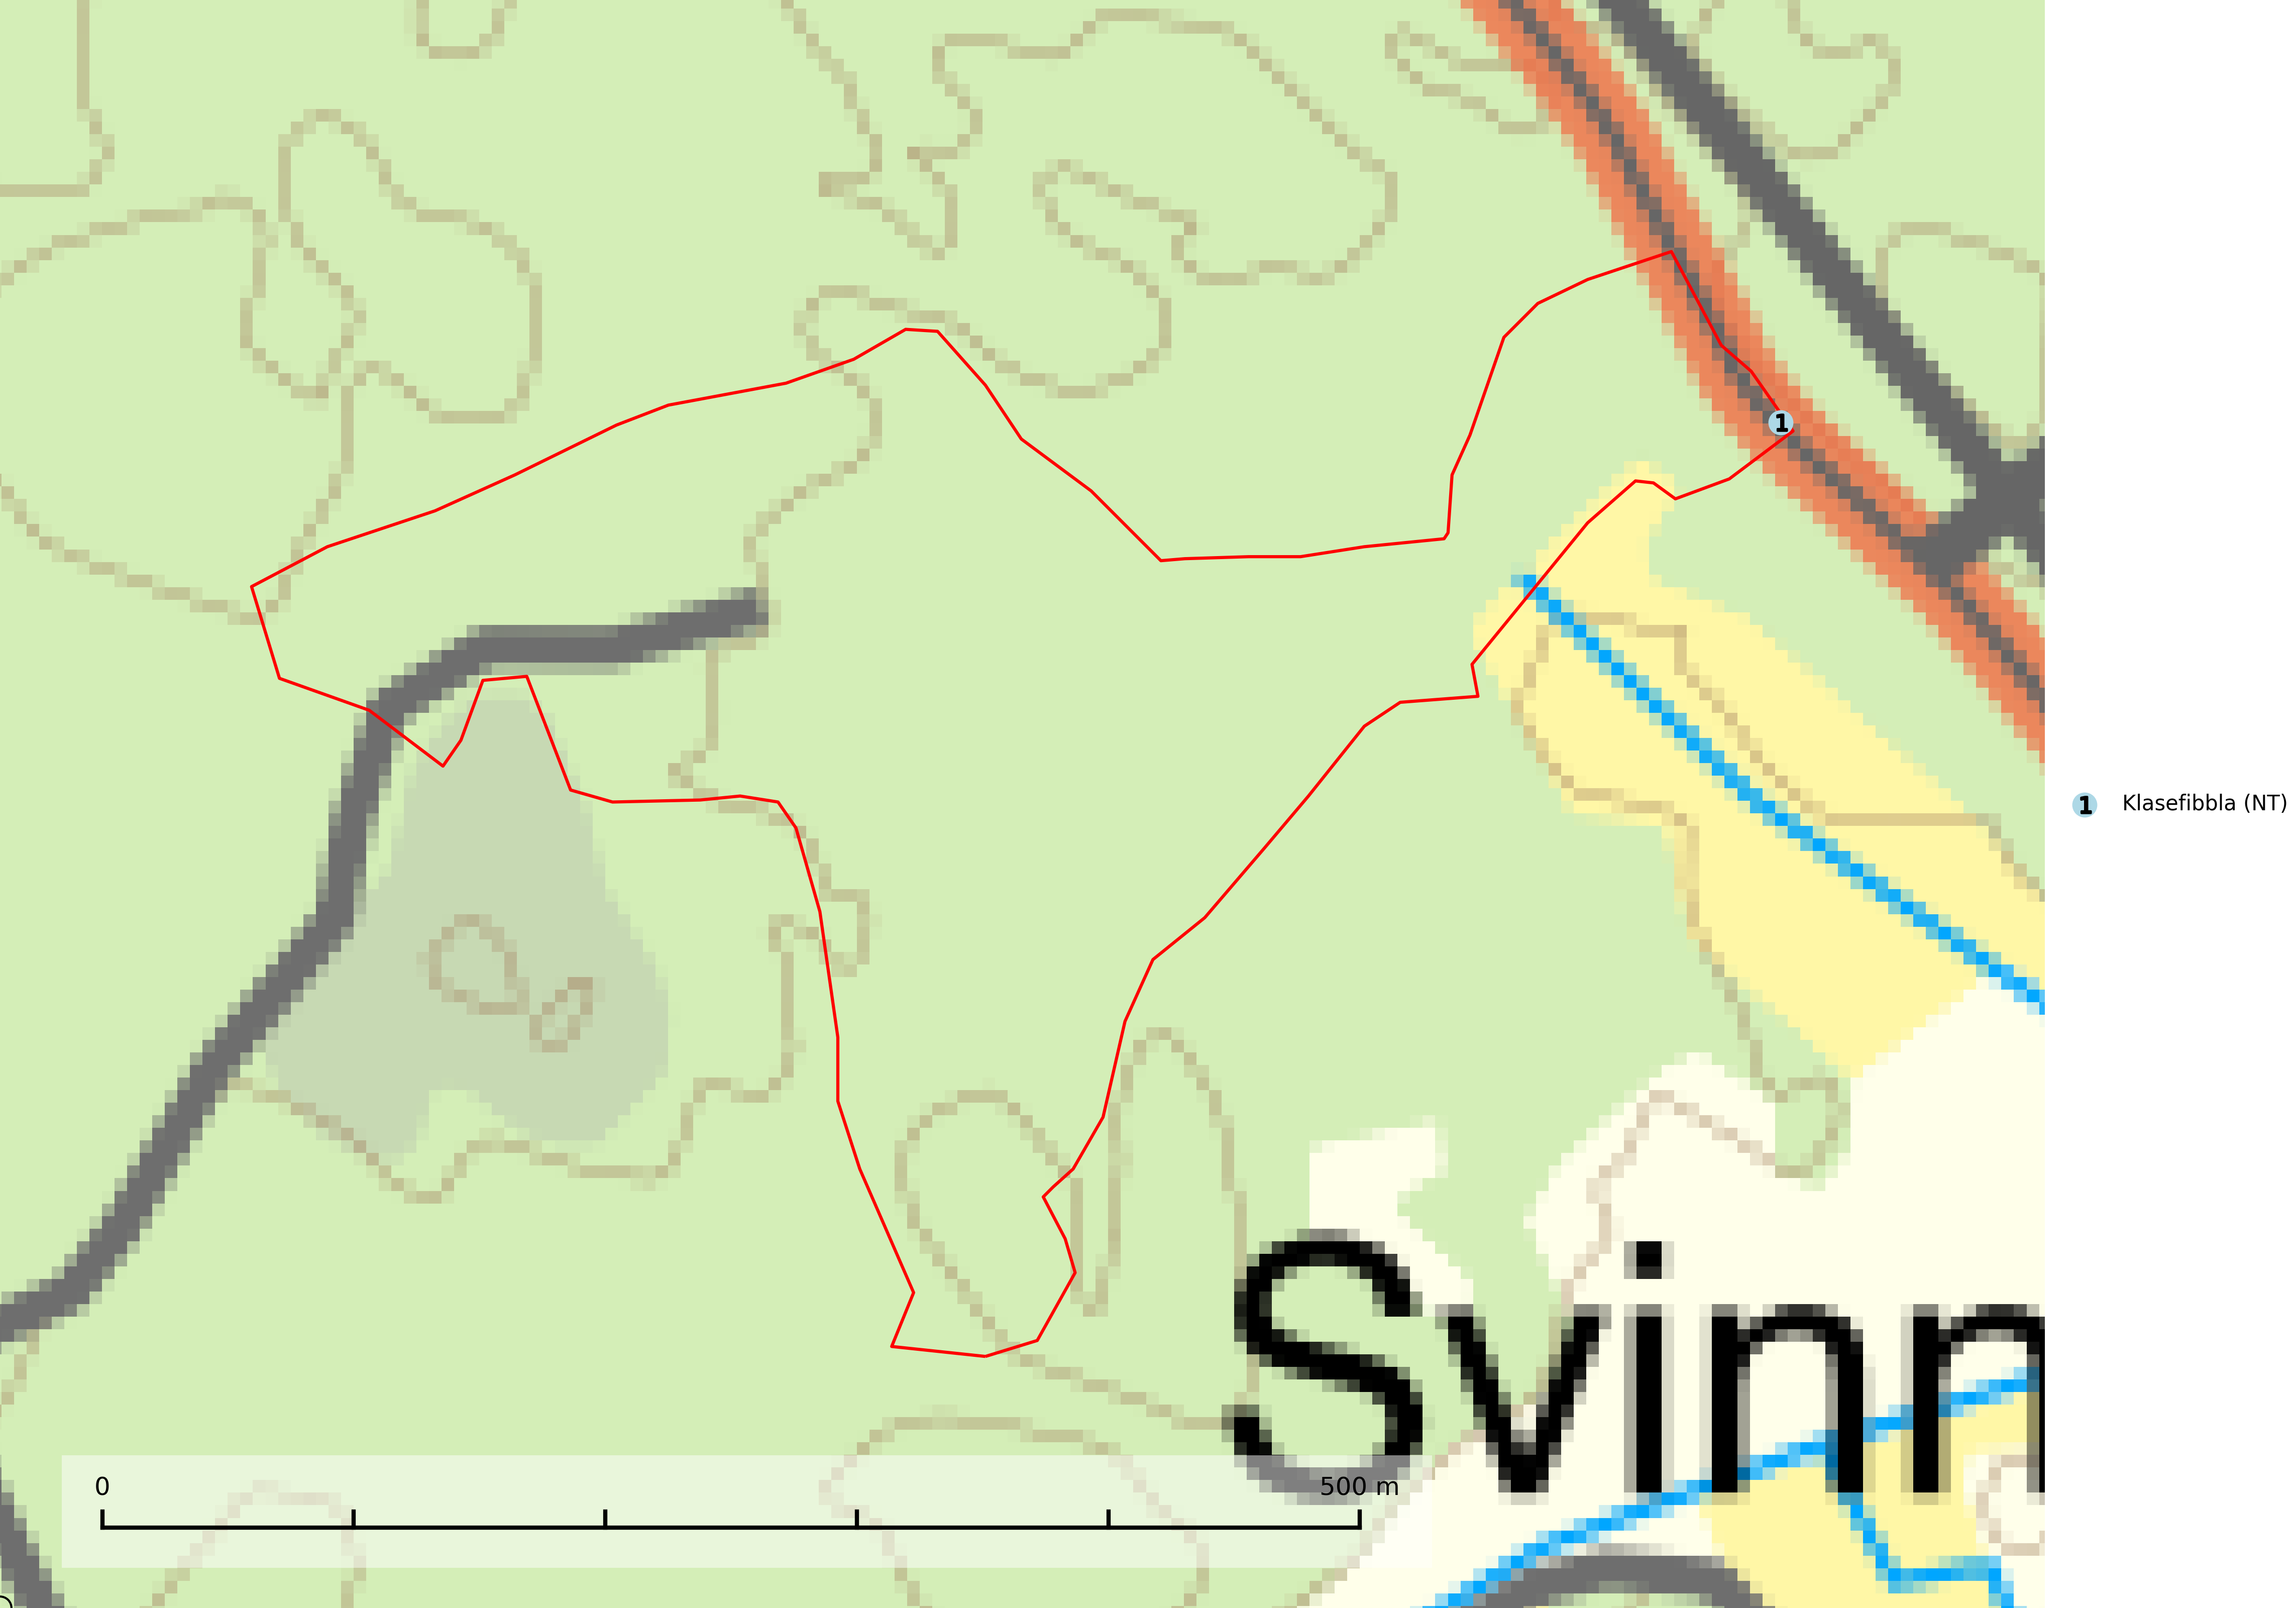 1
1 Klasefibbla (NT)
Svinn
0 500 m